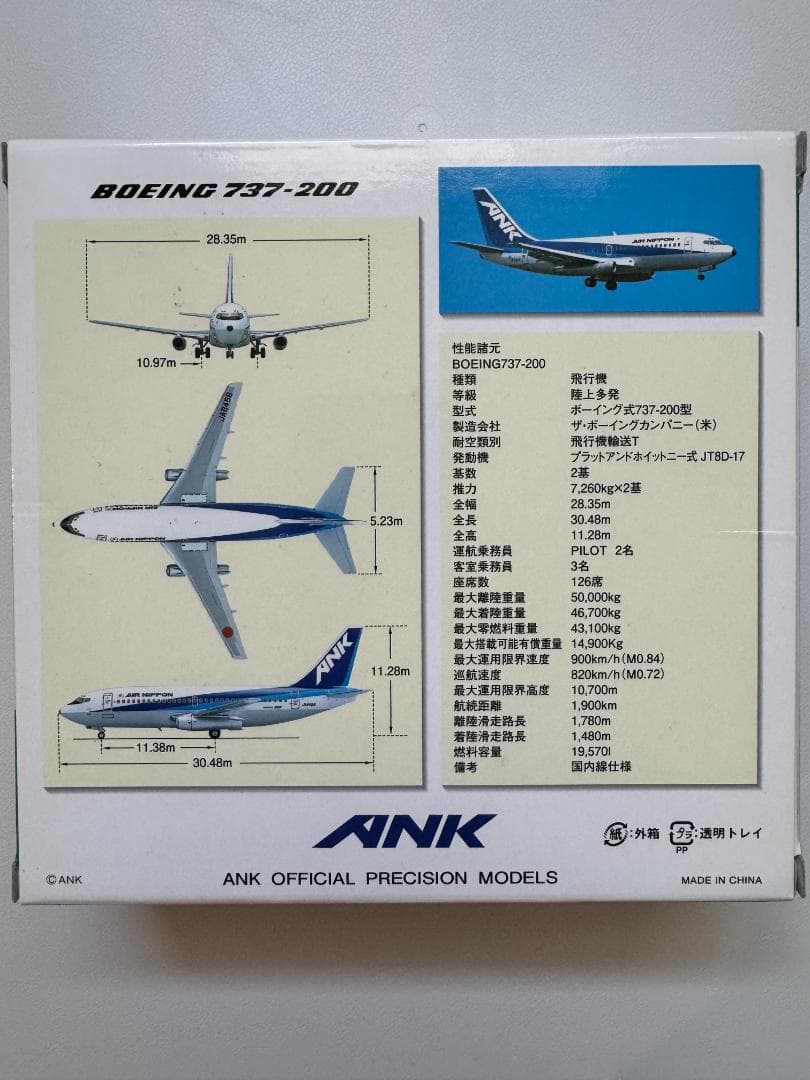 BOEING 737-200
28.35m
10.97m
JA8456
5.23m
ANK
AIR NIPPON
11.28m
11.38m
30.48m
ANK
AIR NIPPON
性能諸元
BOEING737-200
種類 飛行機
等級 陸上多発
型式 ボーイング式737-200型
製造会社 ザ・ボーイングカンパニー(米)
耐空類別 飛行機輸送T
発動機 プラットアンドホイットニー式 JT8D-17
基数 2基
推力 7,260kg×2基
全幅 28.35m
全長 30.48m
全高 11.28m
運航乗務員 PILOT 2名
客室乗務員 3名
座席数 126席
最大離陸重量 50,000kg
最大着陸重量 46,700kg
最大零燃料重量 43,100kg
最大搭載可能有償重量 14,900Kg
最大運用限界速度 900km/h(M0.84)
巡航速度 820km/h(M0.72)
最大運用限界高度 10,700m
航続距離 1,900km
離陸滑走路長 1,780m
着陸滑走路長 1,480m
燃料容量 19,570l
備考 国内線仕様
ANK
紙:外箱 プラ:透明トレイ
PP
©ANK
ANK OFFICIAL PRECISION MODELS
MADE IN CHINA